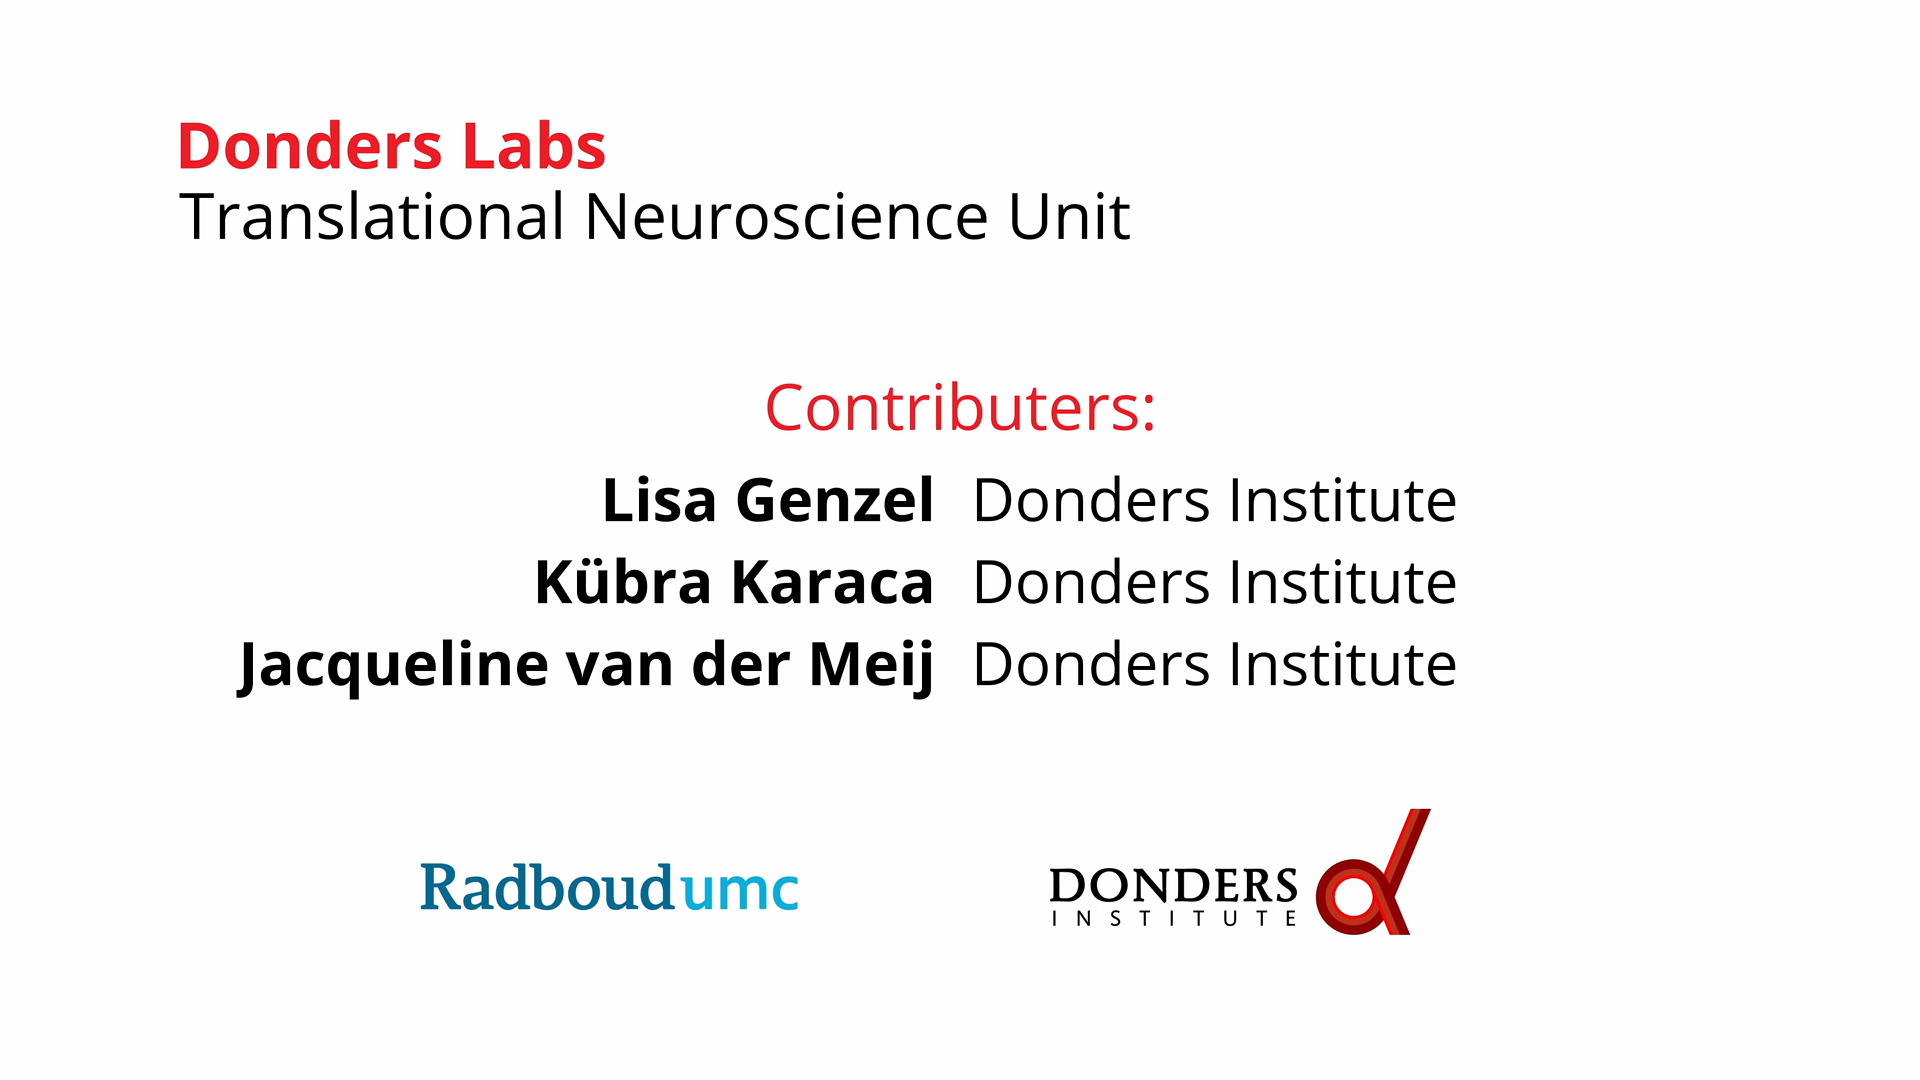 Donders Labs
Translational Neuroscience Unit
Contributers:
Lisa Genzel Donders Institute
Kübra Karaca Donders Institute
Jacqueline van der Meij Donders Institute
Radboudumc
DONDERS
INSTITUTE